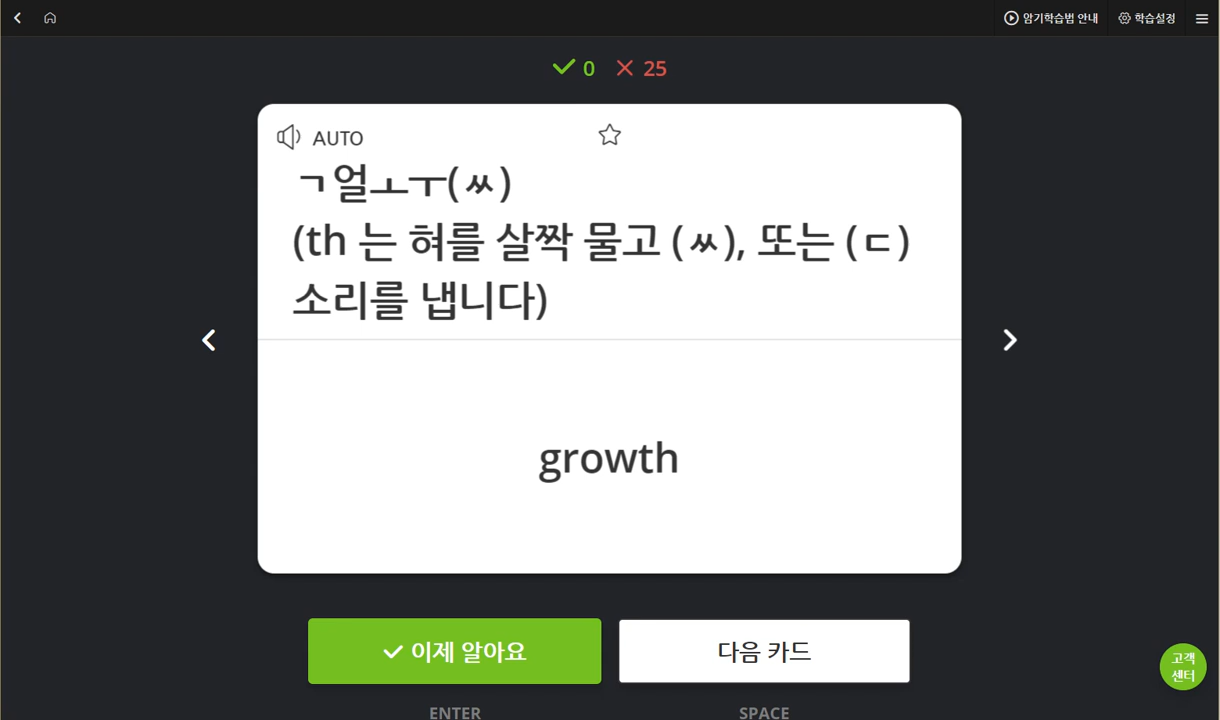 암기학습법 안내
학습설정
0
25
AUTO
ㄱ얼ㅗㅜ(ㅆ)
(th 는 혀를 살짝 물고 (ㅆ), 또는 (ㄷ)
소리를 냅니다)
growth
이제 알아요
다음 카드
고객
센터
ENTER
SPACE